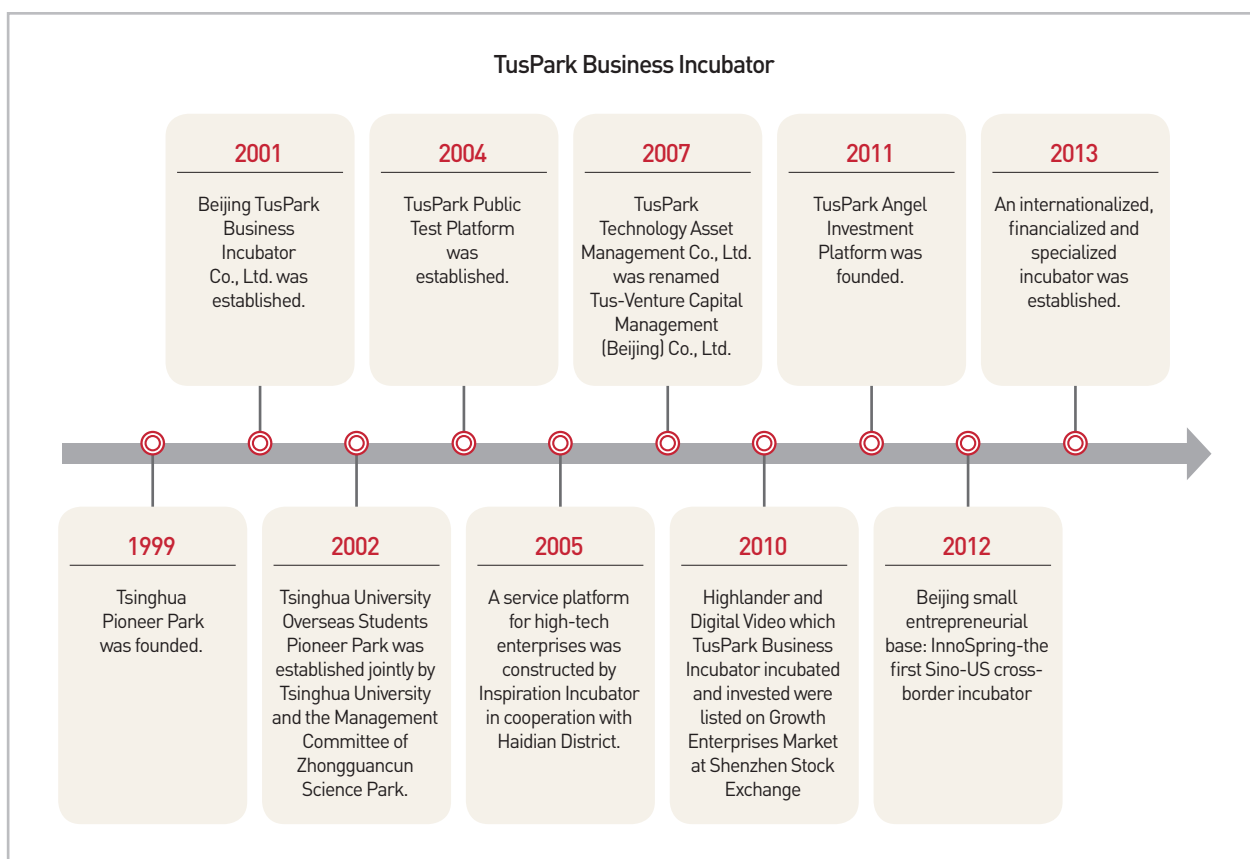 TusPark Business Incubator
2001
Beijing TusPark
Business
Incubator
Co., Ltd. was
established.
2004
TusPark Public
Test Platform
was
established.
2007
TusPark
Technology Asset
Management Co., Ltd.
was renamed
Tus-Venture Capital
Management
(Beijing) Co., Ltd.
2011
TusPark Angel
Investment
Platform was
founded.
2013
An internationalized,
financialized and
specialized
incubator was
established.
1999
Tsinghua
Pioneer Park
was founded.
2002
Tsinghua University
Overseas Students
Pioneer Park was
established jointly by
Tsinghua University
and the Management
Committee of
Zhongguancun
Science Park.
2005
A service platform
for high-tech
enterprises was
constructed by
Inspiration Incubator
in cooperation with
Haidian District.
2010
Highlander and
Digital Video which
TusPark Business
Incubator incubated
and invested were
listed on Growth
Enterprises Market
at Shenzhen Stock
Exchange
2012
Beijing small
entrepreneurial
base: InnoSpring-the
first Sino-US cross-
border incubator